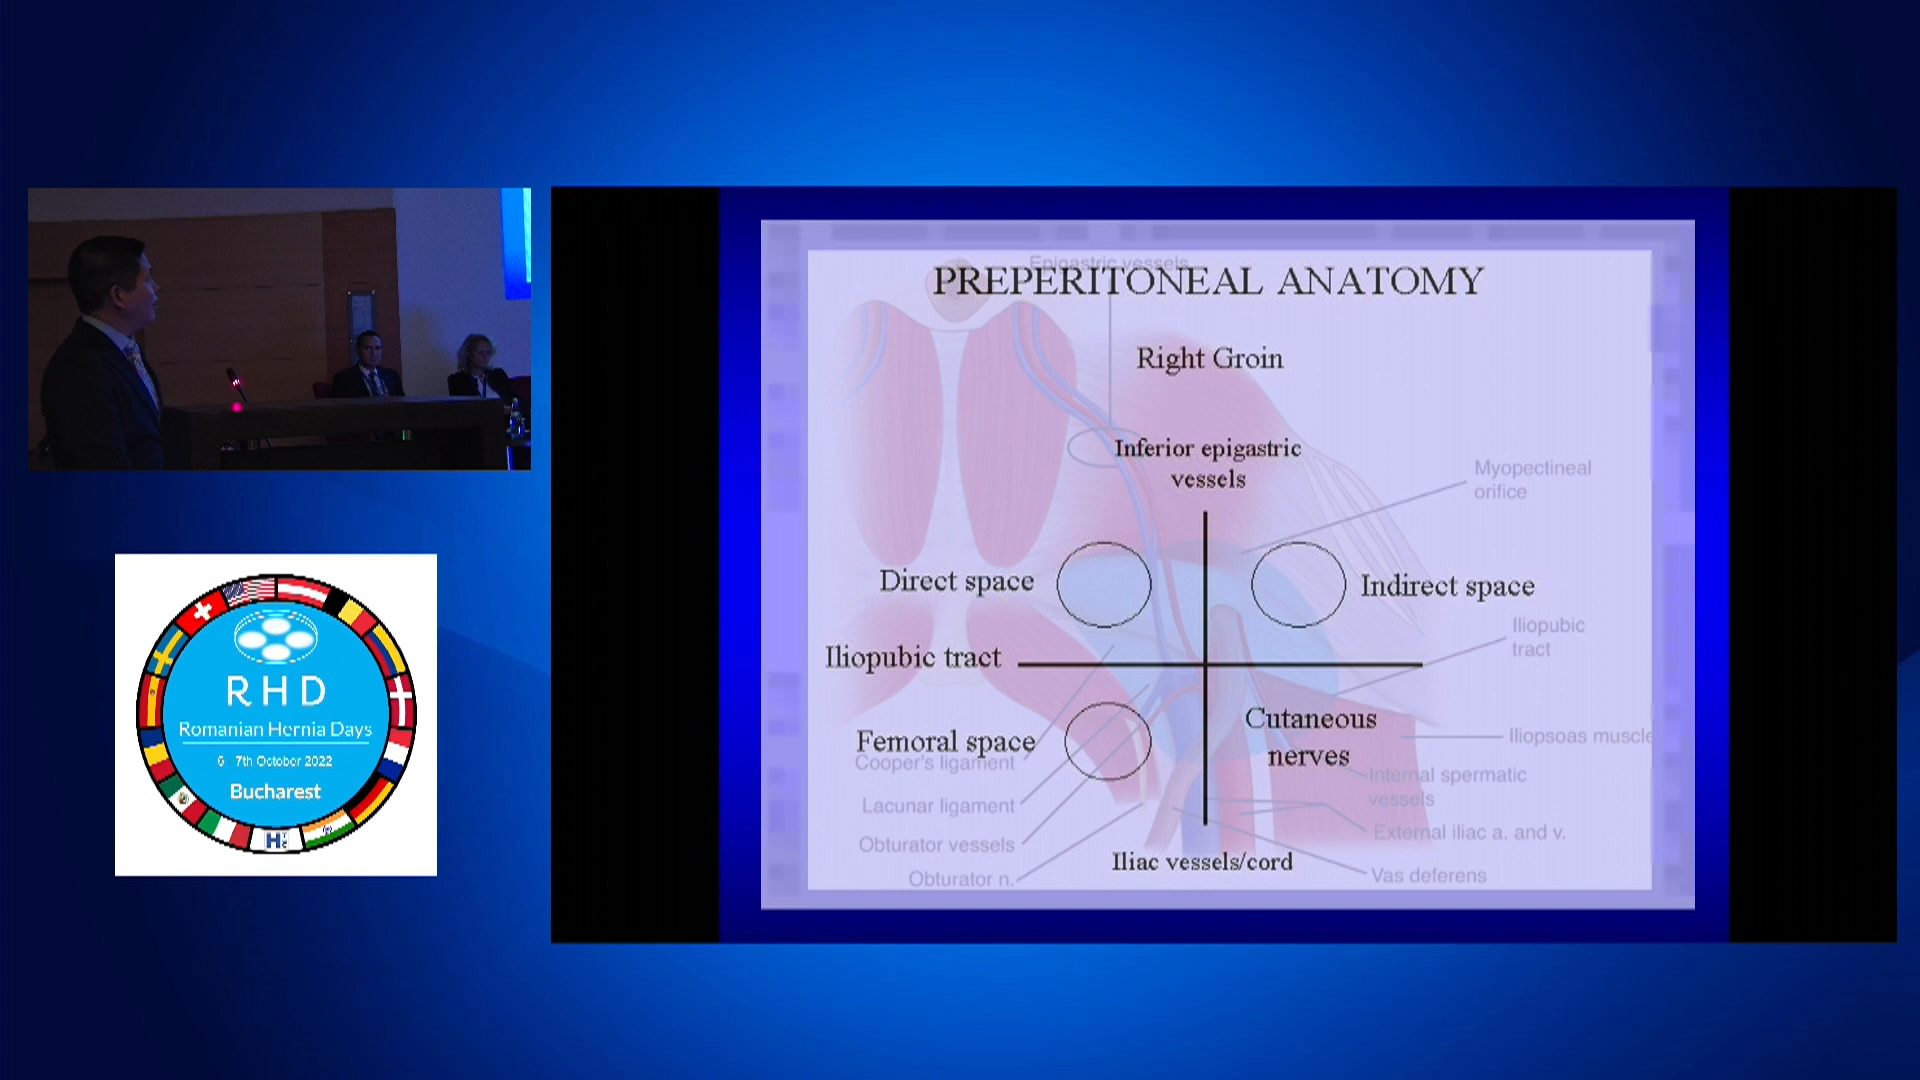 Epigastric vessels
PREPERITONEAL ANATOMY
Right Groin
Inferior epigastric
vessels
Myopectineal
orifice
Direct space
Indirect space
Iliopubic
tract
Iliopubic tract
Cutaneous
nerves
Femoral space
Cooper's ligament
Iliopsoas muscle
Internal spermatic
vessels
Lacunar ligament
External iliac a. and v.
Obturator vessels
Iliac vessels/cord
Obturator n.
Vas deferens
RHD
Romanian Hernia Days
6 7th October 2022
Bucharest